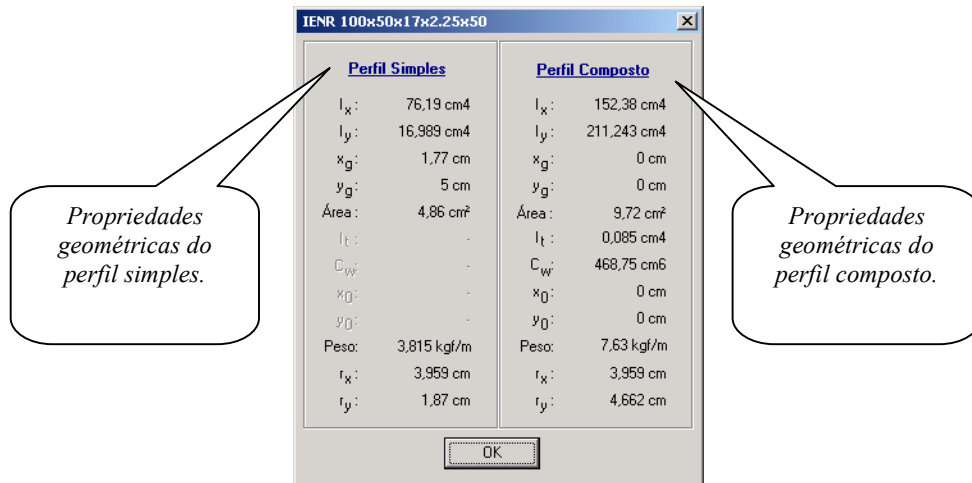 IENR 100x50x17x2.25x50
Perfil Simples
Ix: 76,19 cm4
Iy: 16,989 cm4
xg: 1,77 cm
yg: 5 cm
Área: 4,86 cm²
It: -
Cw: -
x0: -
y0: -
Peso: 3,815 kgf/m
rx: 3,959 cm
ry: 1,87 cm
Perfil Composto
Ix: 152,38 cm4
Iy: 211,243 cm4
xg: 0 cm
yg: 0 cm
Área: 9,72 cm²
It: 0,085 cm4
Cw: 468,75 cm6
x0: 0 cm
y0: 0 cm
Peso: 7,63 kgf/m
rx: 3,959 cm
ry: 4,662 cm
OK
Propriedades
geométricas do
perfil simples.
Propriedades
geométricas do
perfil composto.